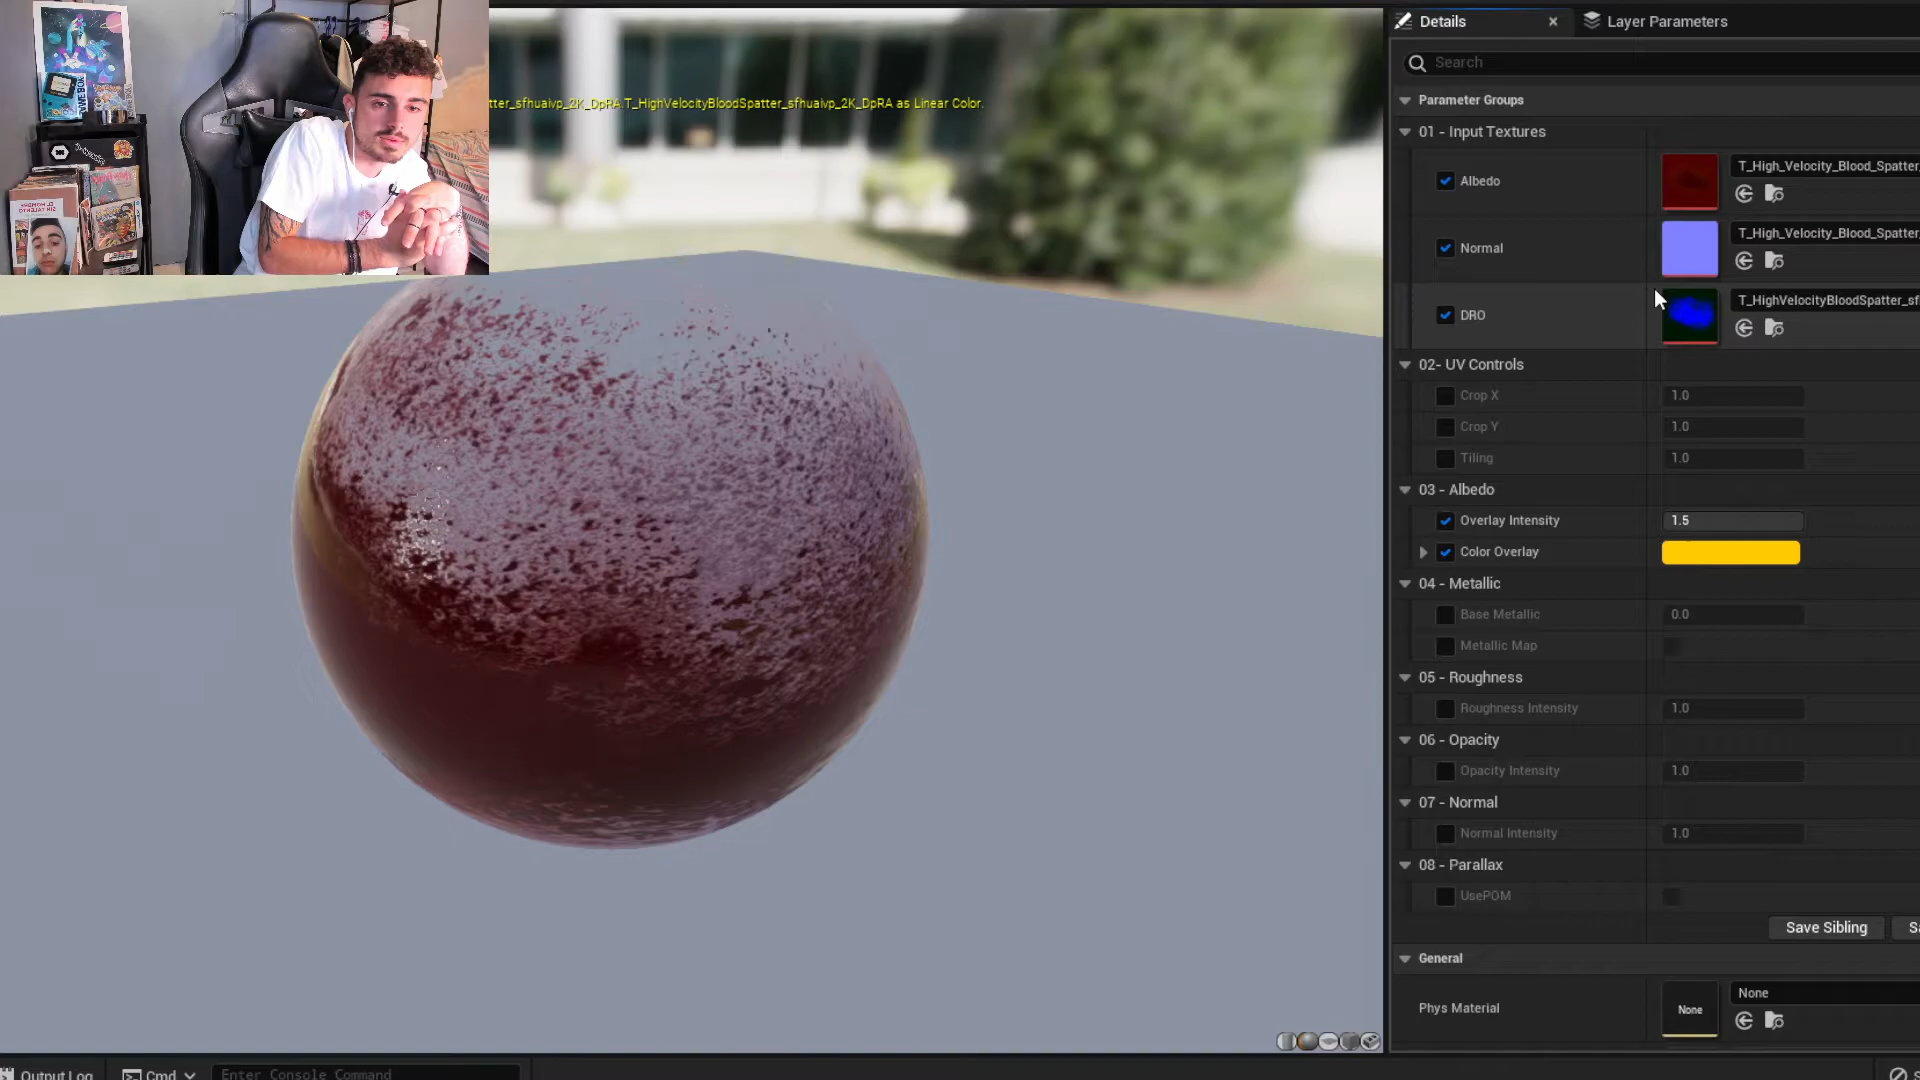 Details
Layer Parameters
Search
tter_sfhuaivp_2K_DpRA.T_HighVelocityBloodSpatter_sfhuaivp_2K_DpRA as Linear Color.
Parameter Groups
01 - Input Textures
Albedo
T_High_Velocity_Blood_Spatter_
Normal
T_High_Velocity_Blood_Spatter_
DRO
T_HighVelocityBloodSpatter_sf
02- UV Controls
Crop X
1.0
Crop Y
1.0
Tiling
1.0
03 - Albedo
Overlay Intensity
1.5
Color Overlay
04 - Metallic
Base Metallic
0.0
Metallic Map
05 - Roughness
Roughness Intensity
1.0
06 - Opacity
Opacity Intensity
1.0
07 - Normal
Normal Intensity
1.0
08 - Parallax
UsePOM
Save Sibling
Sa
General
Phys Material
None
None
Output Log
Cmd
Enter Console Command